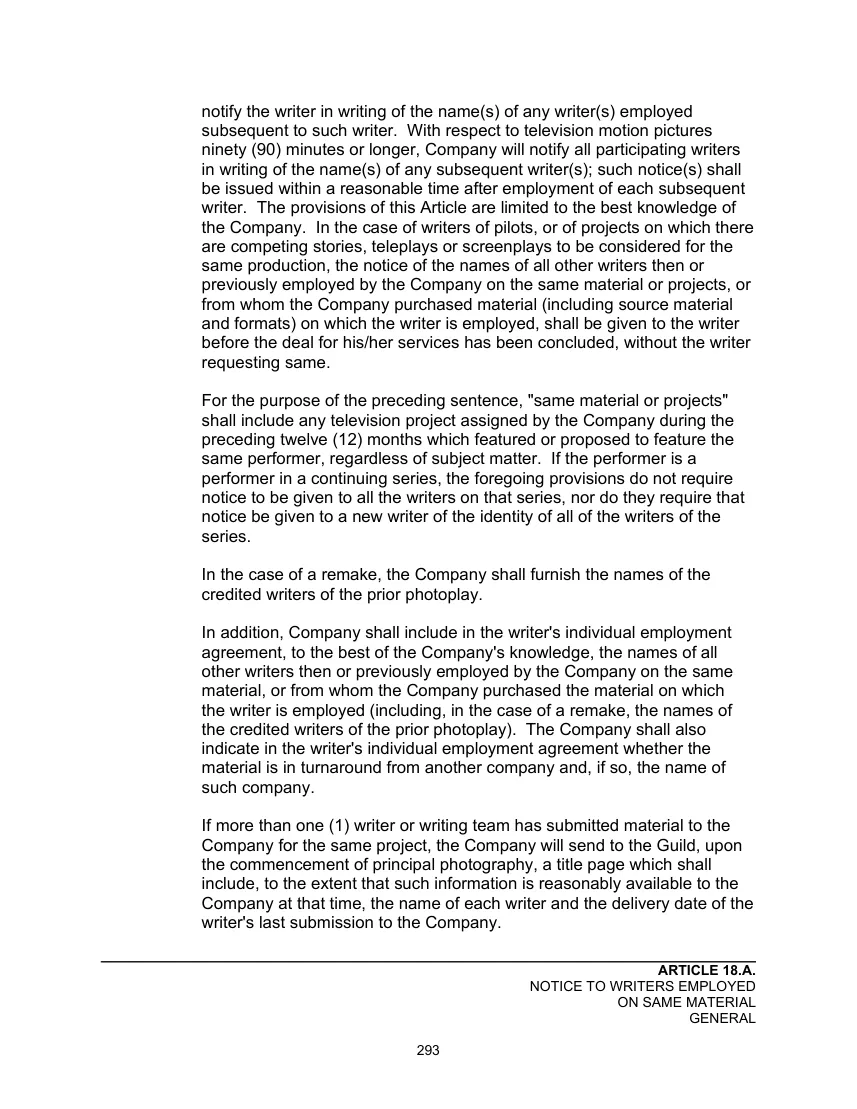 notify the writer in writing of the name(s) of any writer(s) employed
subsequent to such writer.  With respect to television motion pictures
ninety (90) minutes or longer, Company will notify all participating writers
in writing of the name(s) of any subsequent writer(s); such notice(s) shall
be issued within a reasonable time after employment of each subsequent
writer.  The provisions of this Article are limited to the best knowledge of
the Company.  In the case of writers of pilots, or of projects on which there
are competing stories, teleplays or screenplays to be considered for the
same production, the notice of the names of all other writers then or
previously employed by the Company on the same material or projects, or
from whom the Company purchased material (including source material
and formats) on which the writer is employed, shall be given to the writer
before the deal for his/her services has been concluded, without the writer
requesting same.
For the purpose of the preceding sentence, "same material or projects"
shall include any television project assigned by the Company during the
preceding twelve (12) months which featured or proposed to feature the
same performer, regardless of subject matter.  If the performer is a
performer in a continuing series, the foregoing provisions do not require
notice to be given to all the writers on that series, nor do they require that
notice be given to a new writer of the identity of all of the writers of the
series.
In the case of a remake, the Company shall furnish the names of the
credited writers of the prior photoplay.
In addition, Company shall include in the writer's individual employment
agreement, to the best of the Company's knowledge, the names of all
other writers then or previously employed by the Company on the same
material, or from whom the Company purchased the material on which
the writer is employed (including, in the case of a remake, the names of
the credited writers of the prior photoplay).  The Company shall also
indicate in the writer's individual employment agreement whether the
material is in turnaround from another company and, if so, the name of
such company.
If more than one (1) writer or writing team has submitted material to the
Company for the same project, the Company will send to the Guild, upon
the commencement of principal photography, a title page which shall
include, to the extent that such information is reasonably available to the
Company at that time, the name of each writer and the delivery date of the
writer's last submission to the Company.
ARTICLE 18.A.
NOTICE TO WRITERS EMPLOYED
ON SAME MATERIAL
GENERAL
293